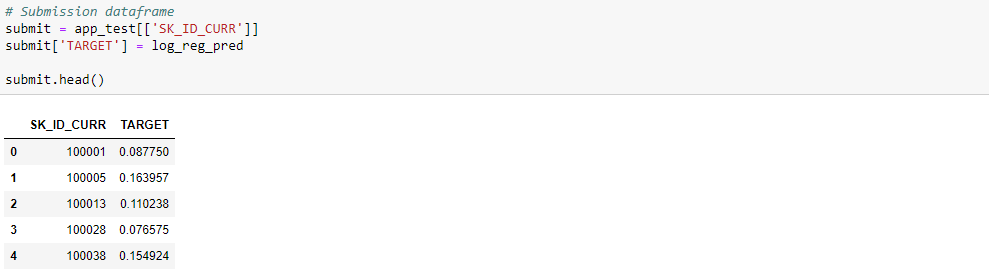 # Submission dataframe
submit = app_test[['SK_ID_CURR']]
submit['TARGET'] = log_reg_pred
submit.head()
SK_ID_CURR TARGET
0 100001 0.087750
1 100005 0.163957
2 100013 0.110238
3 100028 0.076575
4 100038 0.154924